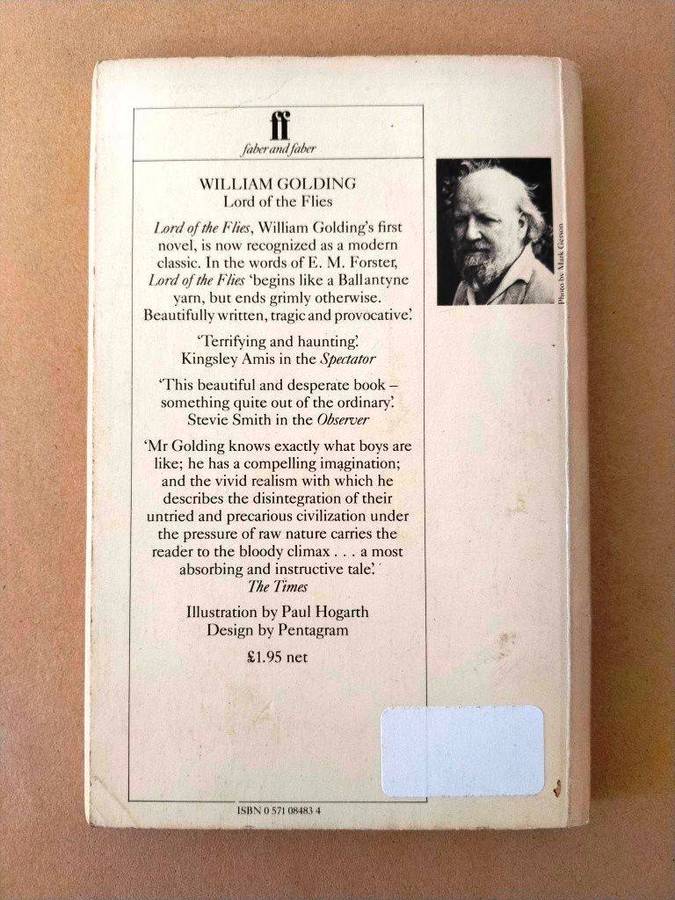 ff
faber and faber
WILLIAM GOLDING
Lord of the Flies
Lord of the Flies, William Golding's first
novel, is now recognized as a modern
classic. In the words of E. M. Forster,
Lord of the Flies ‘begins like a Ballantyne
yarn, but ends grimly otherwise.
Beautifully written, tragic and provocative.’
‘Terrifying and haunting.’
Kingsley Amis in the Spectator
‘This beautiful and desperate book –
something quite out of the ordinary.’
Stevie Smith in the Observer
‘Mr Golding knows exactly what boys are
like; he has a compelling imagination;
and the vivid realism with which he
describes the disintegration of their
untried and precarious civilization under
the pressure of raw nature carries the
reader to the bloody climax . . . a most
absorbing and instructive tale.’
The Times
Illustration by Paul Hogarth
Design by Pentagram
£1.95 net
ISBN 0 571 08483 4
Photo by Mark Gerson